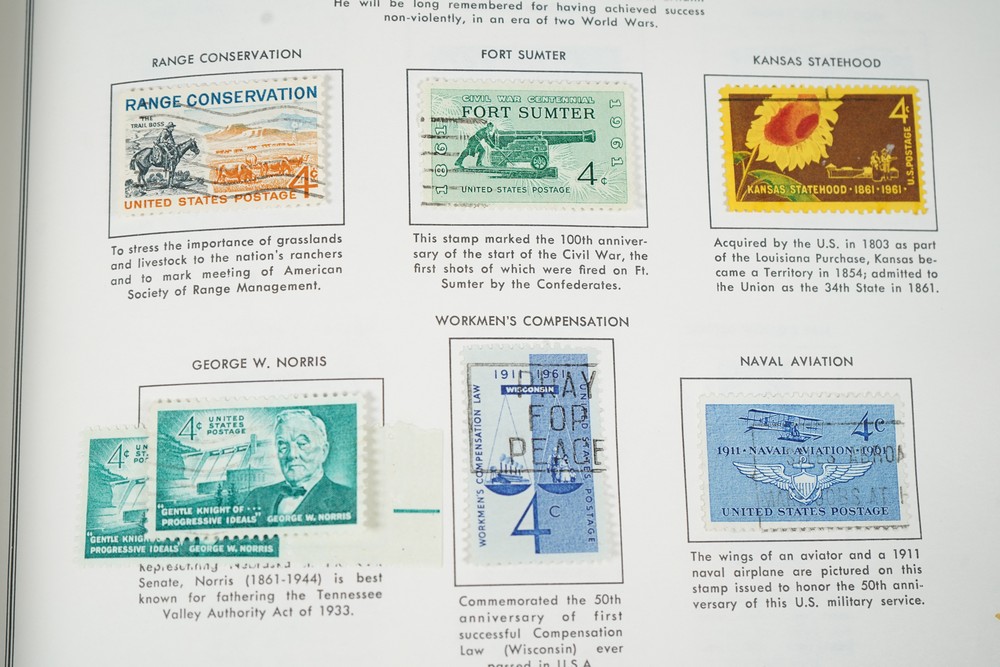 He will be long remembered for having achieved success
non-violently, in an era of two World Wars.
RANGE CONSERVATION
RANGE CONSERVATION
THE
TRAIL BOSS
4¢
UNITED STATES POSTAGE
To stress the importance of grasslands
and livestock to the nation's ranchers
and to mark meeting of American
Society of Range Management.
FORT SUMTER
CIVIL WAR CENTENNIAL
FORT SUMTER
1861
1961
4¢
UNITED STATES POSTAGE
This stamp marked the 100th anniver-
sary of the start of the Civil War, the
first shots of which were fired on Ft.
Sumter by the Confederates.
KANSAS STATEHOOD
4¢
U.S. POSTAGE
KANSAS STATEHOOD · 1861 · 1961 ·
Acquired by the U.S. in 1803 as part
of the Louisiana Purchase, Kansas be-
came a Territory in 1854; admitted to
the Union as the 34th State in 1861.
GEORGE W. NORRIS
4¢ UNITED
STATES
POSTAGE
"GENTLE KNIGHT OF...
PROGRESSIVE IDEALS" GEORGE W. NORRIS
4¢
"GENTLE
PROGRESSIVE IDEALS" GEORGE W. NORRIS
Representing
Senate, Norris (1861-1944) is best
known for fathering the Tennessee
Valley Authority Act of 1933.
WORKMEN'S COMPENSATION
1911 1961
WISCONSIN
WORKMEN'S COMPENSATION LAW
UNITED STATES POSTAGE
4c
PRAY
FOR
PEACE
Commemorated the 50th
anniversary of first
successful Compensation
Law (Wisconsin) ever
passed in U.S.A.
NAVAL AVIATION
4c
1911 · NAVAL AVIATION · 1961
UNITED STATES POSTAGE
The wings of an aviator and a 1911
naval airplane are pictured on this
stamp issued to honor the 50th anni-
versary of this U.S. military service.